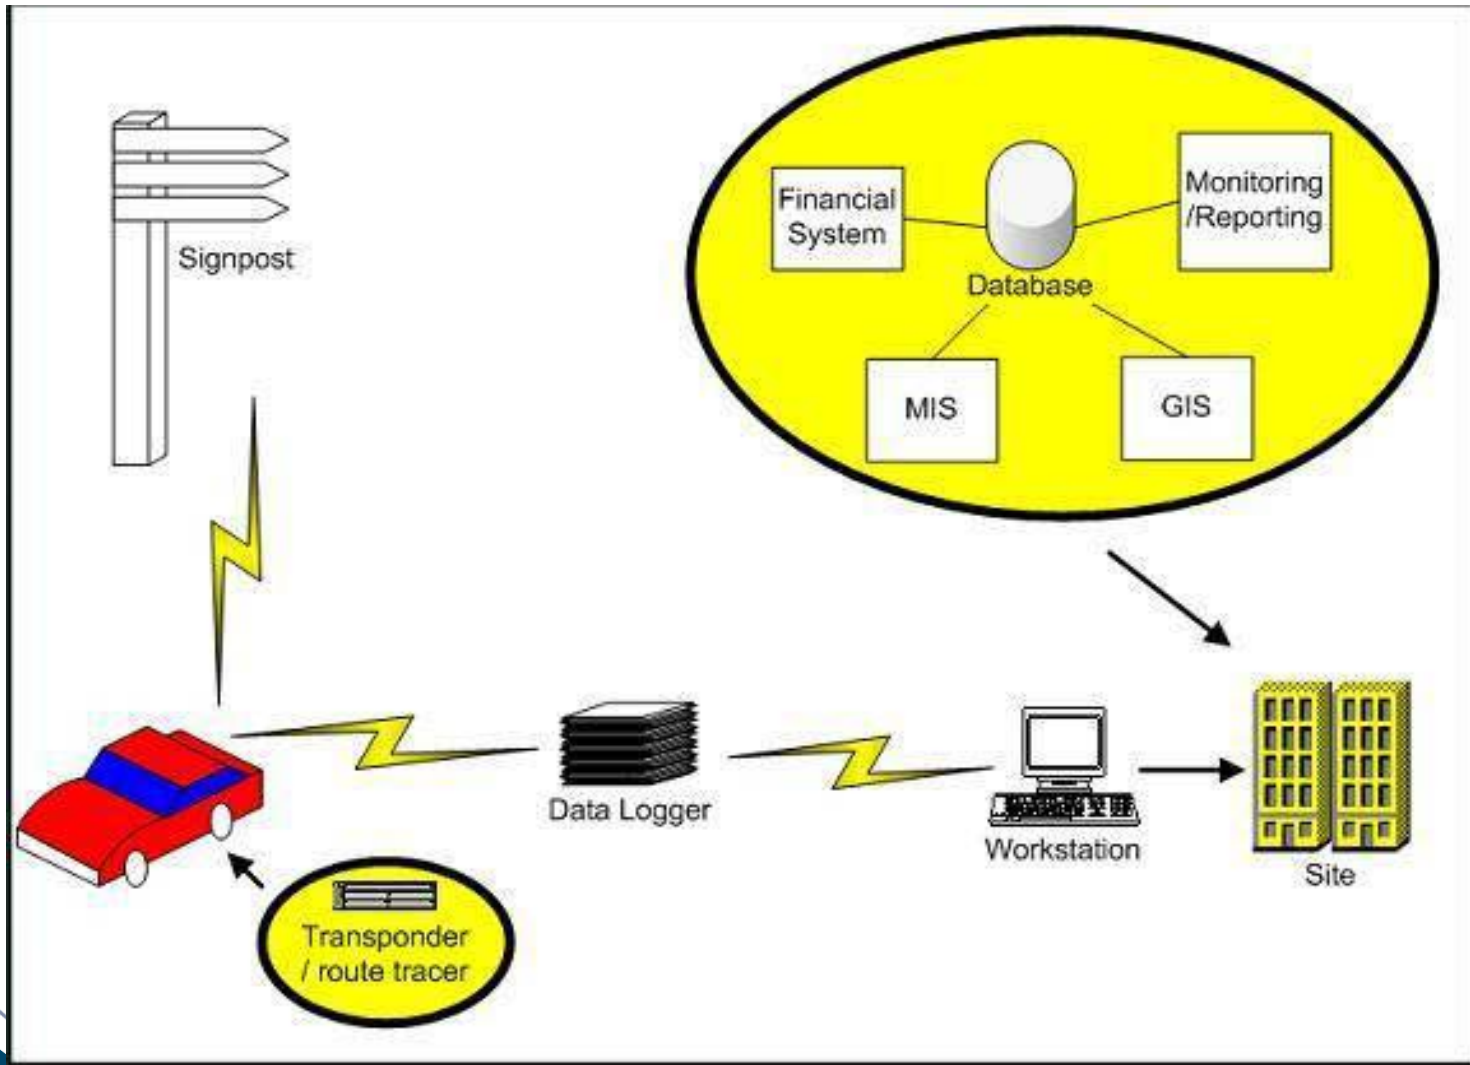 Signpost
Financial
System
Database
Monitoring
/Reporting
MIS
GIS
Data Logger
Workstation
Site
Transponder
/ route tracer